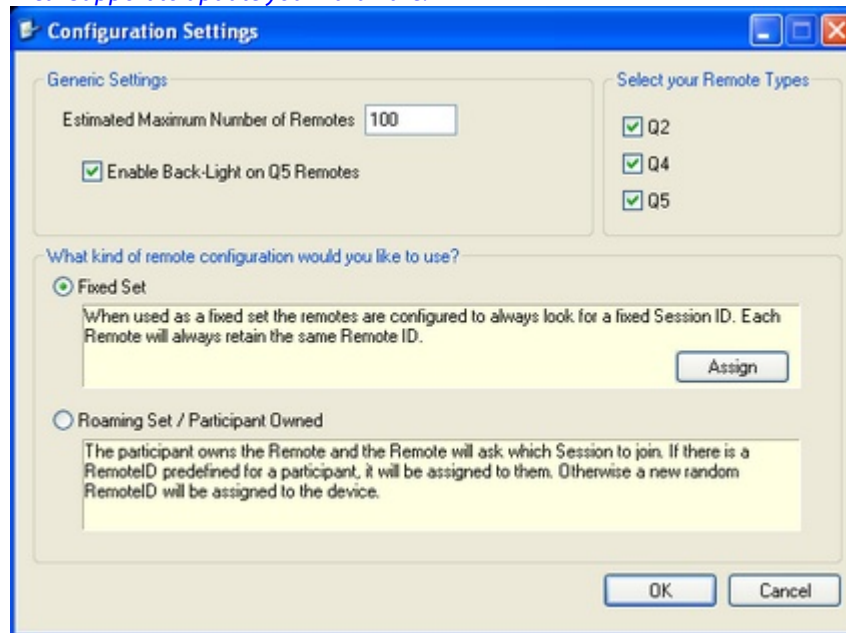 Configuration Settings
Generic Settings
Estimated Maximum Number of Remotes 100
Enable Back-Light on Q5 Remotes
Select your Remote Types
Q2
Q4
Q5
What kind of remote configuration would you like to use?
Fixed Set
When used as a fixed set the remotes are configured to always look for a fixed Session ID. Each
Remote will always retain the same Remote ID.
Assign
Roaming Set / Participant Owned
The participant owns the Remote and the Remote will ask which Session to join. If there is a
RemoteID predefined for a participant, it will be assigned to them. Otherwise a new random
RemoteID will be assigned to the device.
OK Cancel